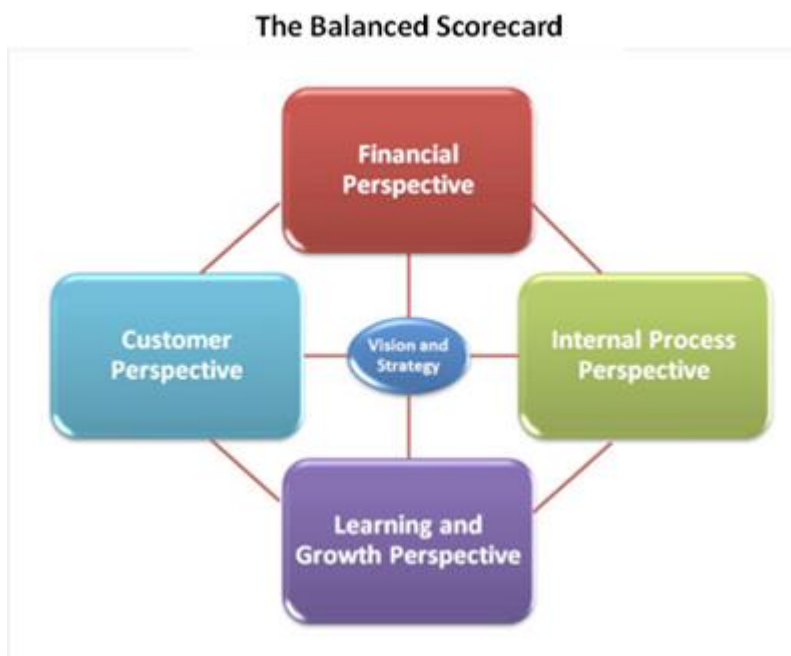 The Balanced Scorecard
Financial
Perspective
Customer
Perspective
Vision and
Strategy
Internal Process
Perspective
Learning and
Growth Perspective